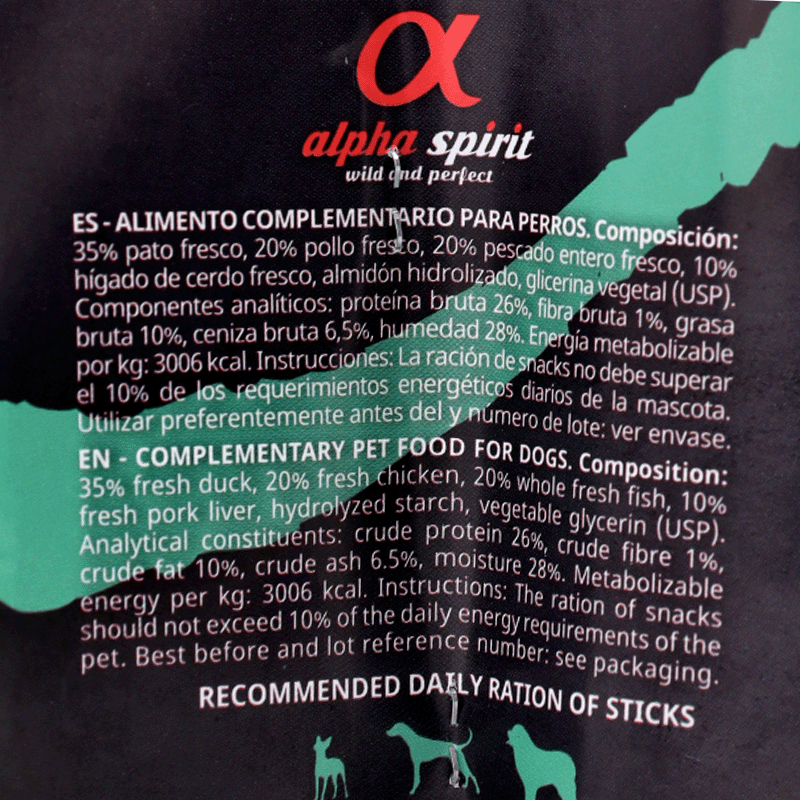 α
alpha spirit
wild and perfect
ES - ALIMENTO COMPLEMENTARIO PARA PERROS. Composición:
35% pato fresco, 20% pollo fresco, 20% pescado entero fresco, 10%
hígado de cerdo fresco, almidón hidrolizado, glicerina vegetal (USP).
Componentes analíticos: proteína bruta 26%, fibra bruta 1%, grasa
bruta 10%, ceniza bruta 6,5%, humedad 28%. Energía metabolizable
por kg: 3006 kcal. Instrucciones: La ración de snacks no debe superar
el 10% de los requerimientos energéticos diarios de la mascota.
Utilizar preferentemente antes del y número de lote: ver envase.
EN - COMPLEMENTARY PET FOOD FOR DOGS. Composition:
35% fresh duck, 20% fresh chicken, 20% whole fresh fish, 10%
fresh pork liver, hydrolyzed starch, vegetable glycerin (USP).
Analytical constituents: crude protein 26%, crude fibre 1%,
crude fat 10%, crude ash 6.5%, moisture 28%. Metabolizable
energy per kg: 3006 kcal. Instructions: The ration of snacks
should not exceed 10% of the daily energy requirements of the
pet. Best before and lot reference number: see packaging.
RECOMMENDED DAILY RATION OF STICKS